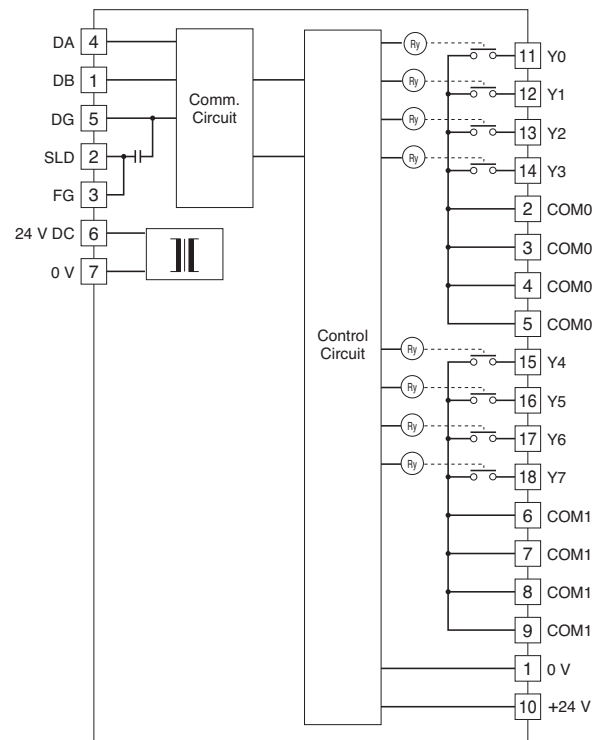 DA 4
DB 1
DG 5
SLD 2
FG 3
24 V DC 6
0 V 7
Comm.
Circuit
Control
Circuit
Ry 11 Y0
Ry 12 Y1
Ry 13 Y2
Ry 14 Y3
2 COM0
3 COM0
4 COM0
5 COM0
Ry 15 Y4
Ry 16 Y5
Ry 17 Y6
Ry 18 Y7
6 COM1
7 COM1
8 COM1
9 COM1
1 0 V
10 +24 V